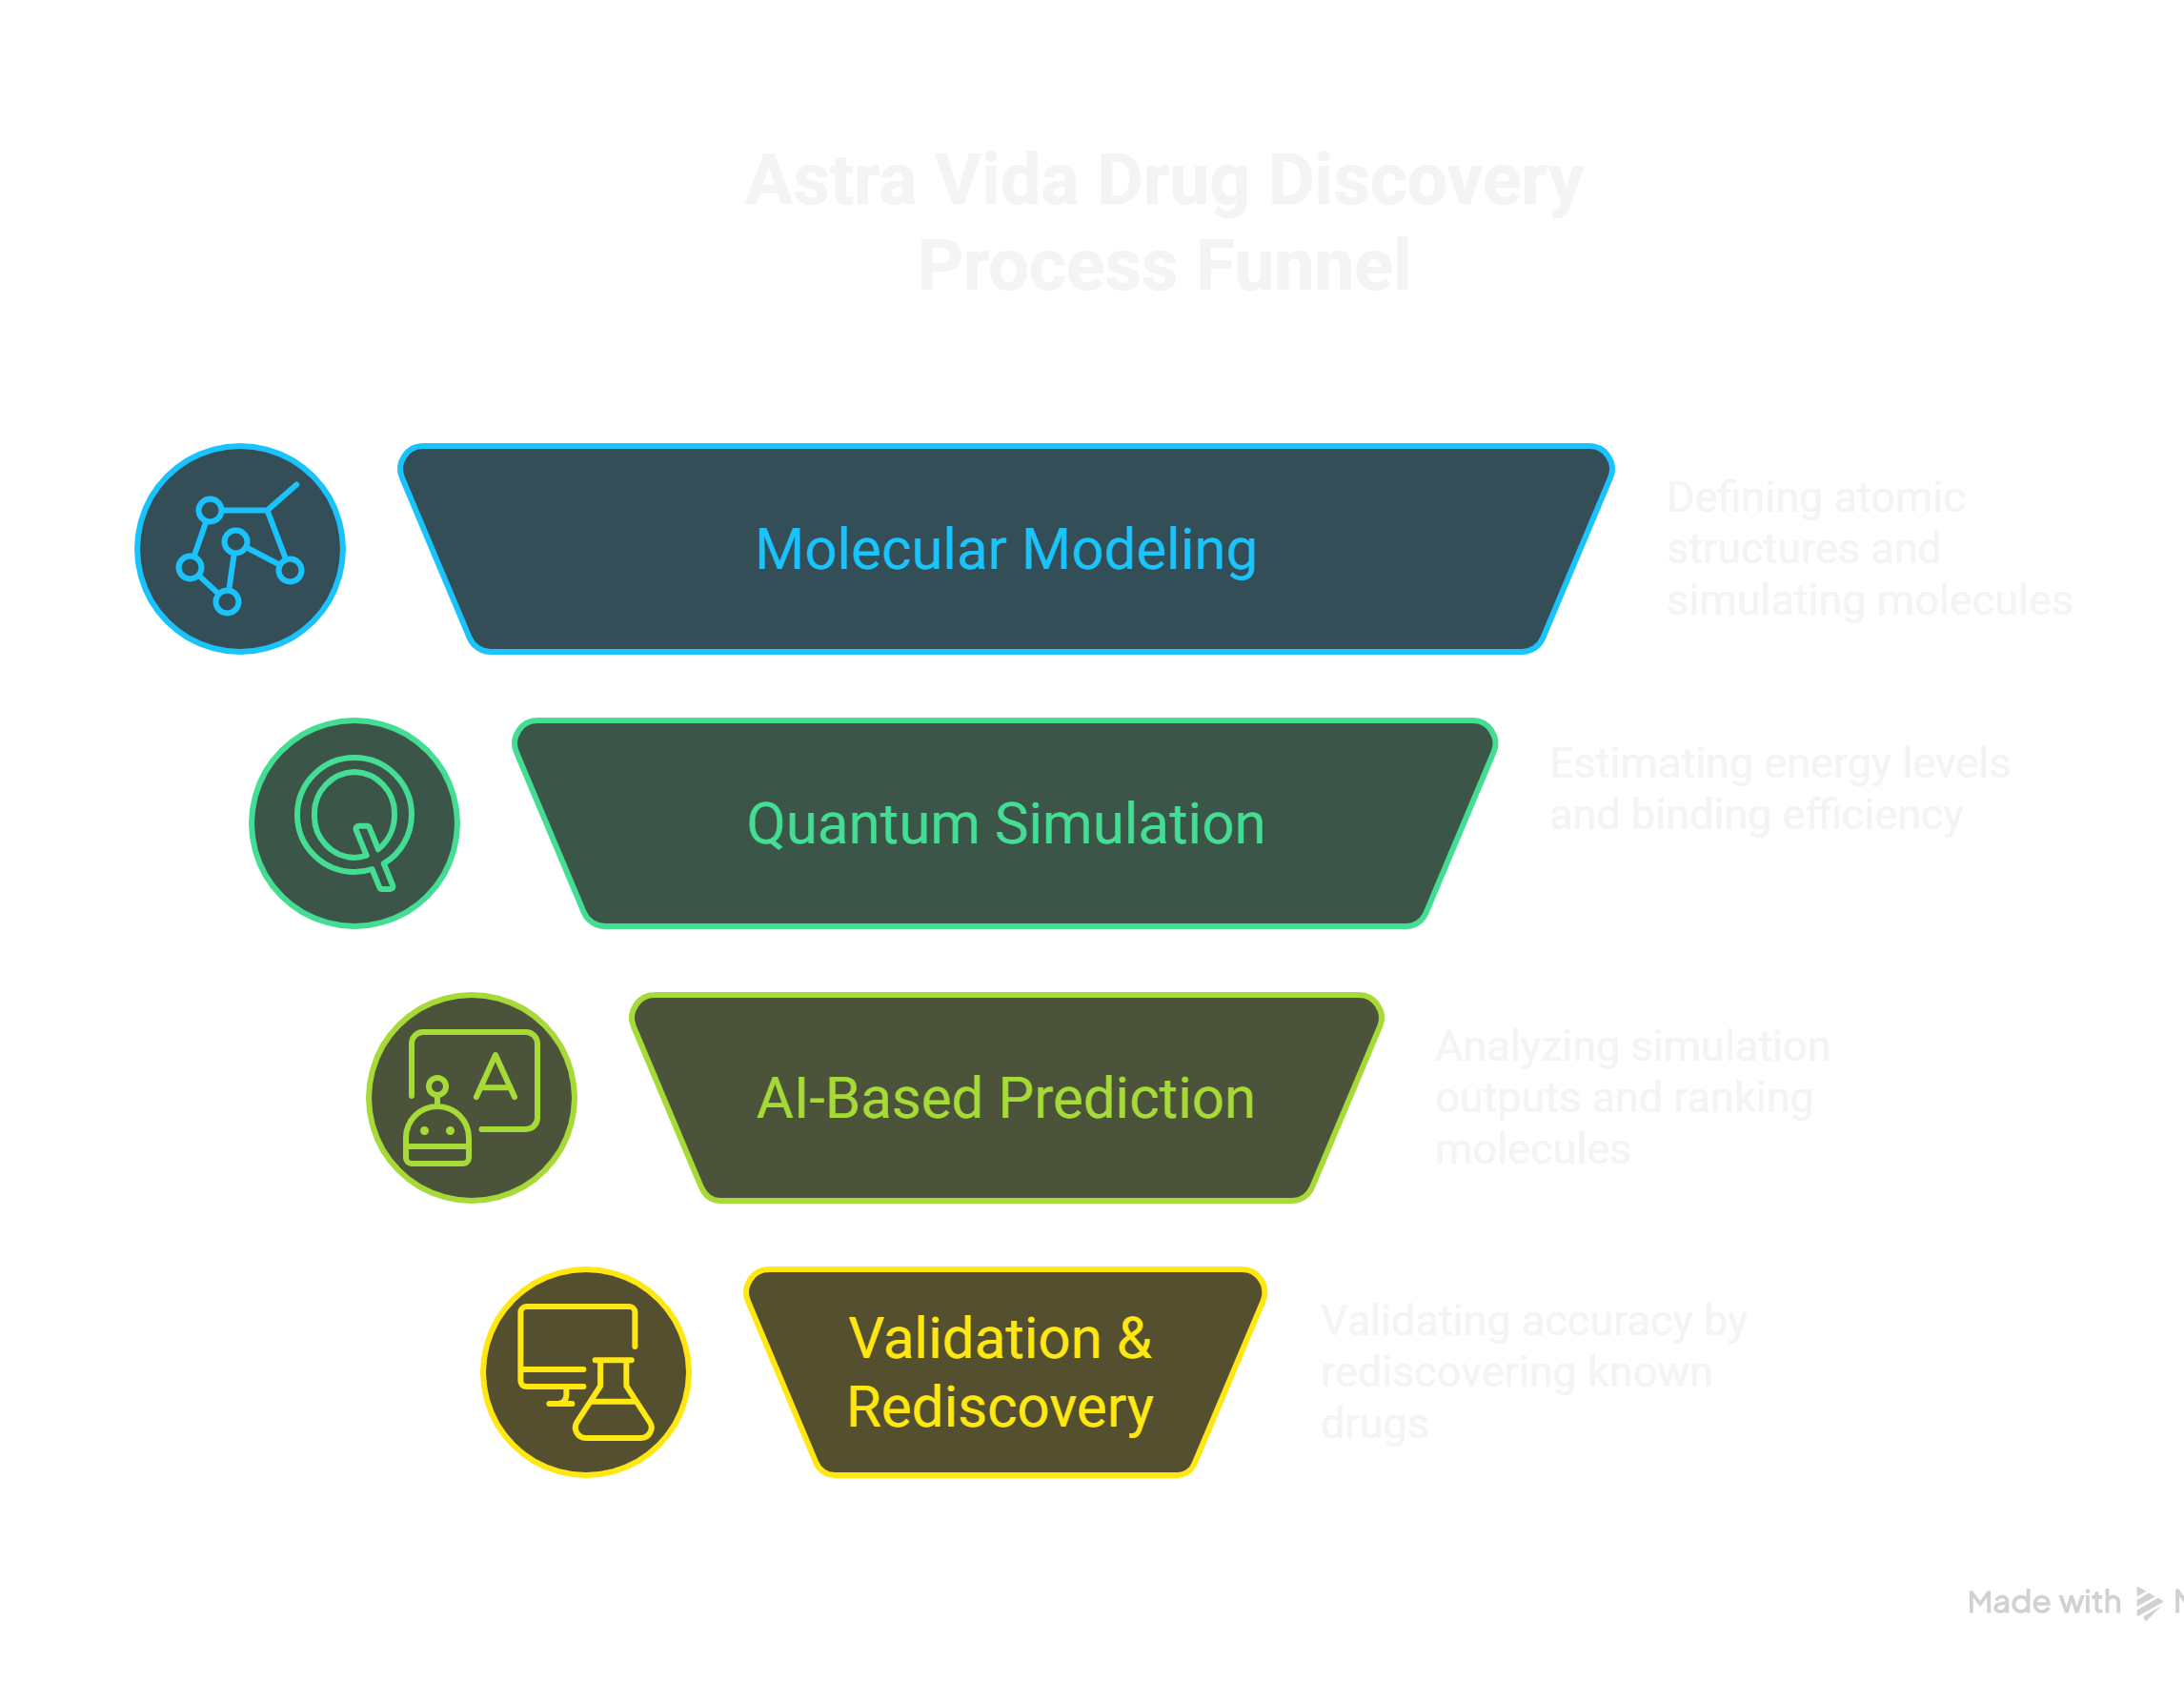 Astra Vida Drug Discovery
Process Funnel
Molecular Modeling
Defining atomic
structures and
simulating molecules
Quantum Simulation
Estimating energy levels
and binding efficiency
AI-Based Prediction
Analyzing simulation
outputs and ranking
molecules
Validation &
Rediscovery
Validating accuracy by
rediscovering known
drugs
Made with